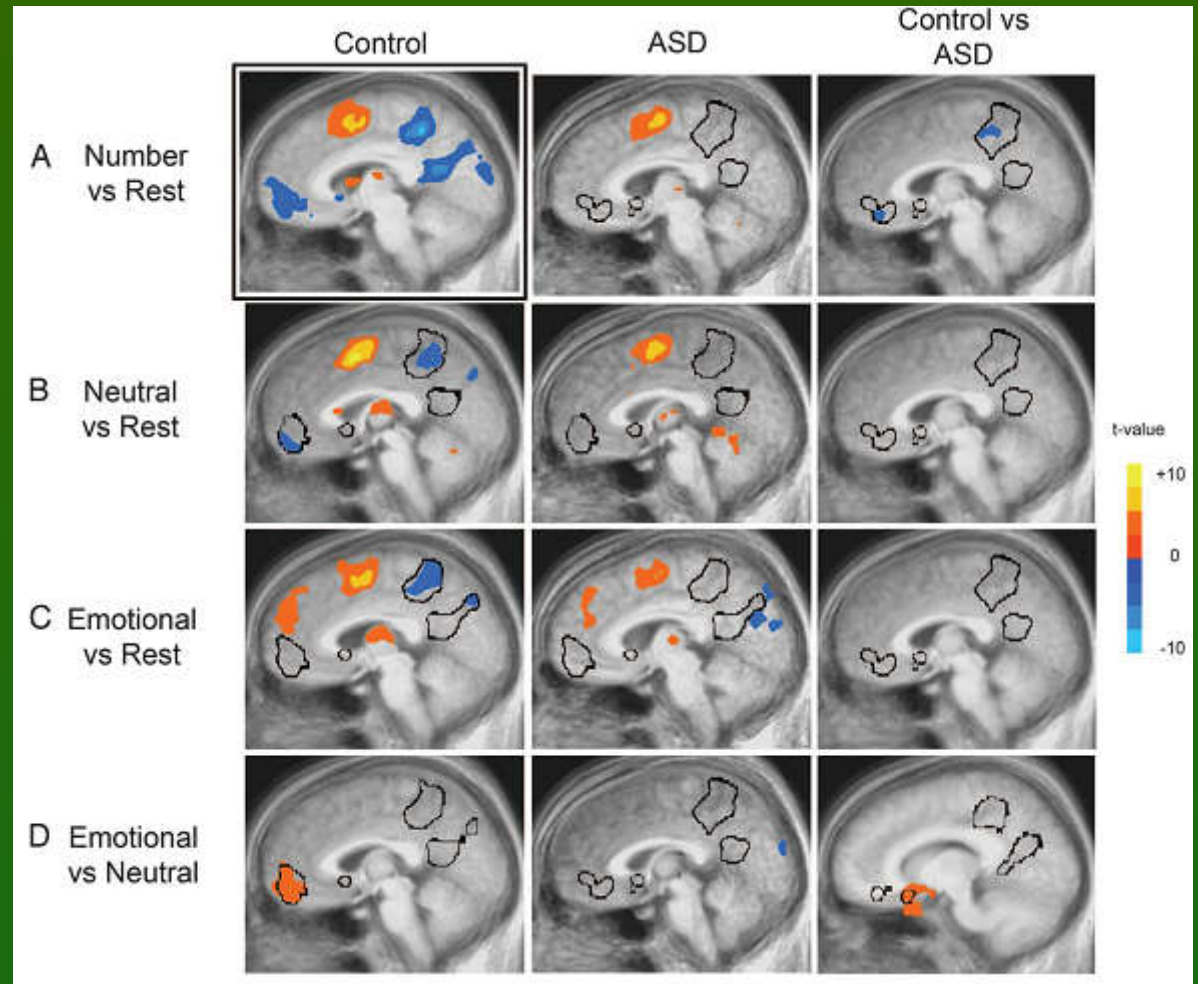 Control
ASD
Control vs
ASD
A
Number
vs Rest
B
Neutral
vs Rest
C
Emotional
vs Rest
D
Emotional
vs Neutral
t-value
+10
0
-10